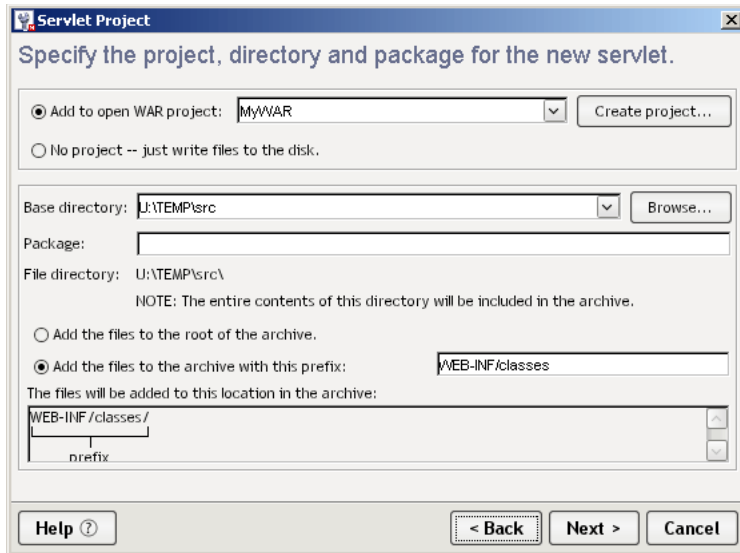 Servlet Project
Specify the project, directory and package for the new servlet.
Add to open WAR project: MyWAR Create project...
No project -- just write files to the disk.
Base directory: U:\TEMP\src Browse...
Package:
File directory: U:\TEMP\src\
NOTE: The entire contents of this directory will be included in the archive.
Add the files to the root of the archive.
Add the files to the archive with this prefix: WEB-INF/classes
The files will be added to this location in the archive:
WEB-INF/classes/
prefix
Help ? < Back Next > Cancel